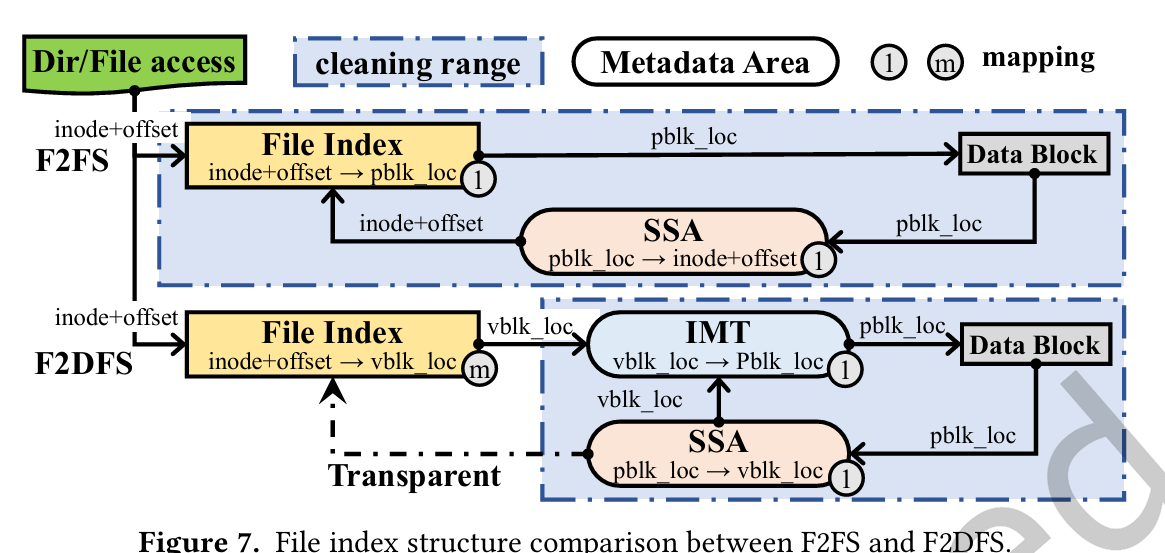 Dir/File access
cleaning range
Metadata Area
1
m
mapping
inode+offset
F2FS
File Index
inode+offset → pblk_loc
1
pblk_loc
Data Block
inode+offset
SSA
pblk_loc → inode+offset
1
pblk_loc
inode+offset
F2DFS
File Index
inode+offset → vblk_loc
m
vblk_loc
IMT
vblk_loc → Pblk_loc
1
pblk_loc
Data Block
vblk_loc
SSA
pblk_loc → vblk_loc
1
pblk_loc
Transparent
ed
Figure 7. File index structure comparison between F2FS and F2DFS.